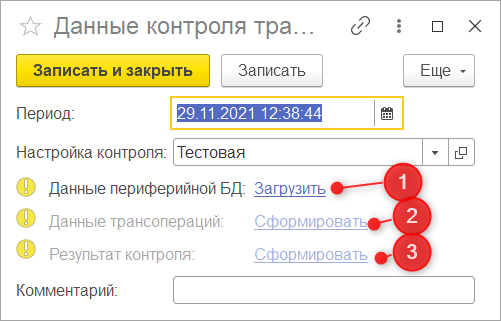 Данные контроля тра...
Записать и закрыть Записать Еще
Период: 29.11.2021 12:38:44
Настройка контроля: Тестовая
Данные периферийной БД: Загрузить 1
Данные трансопераций: Сформировать 2
Результат контроля: Сформировать 3
Комментарий: